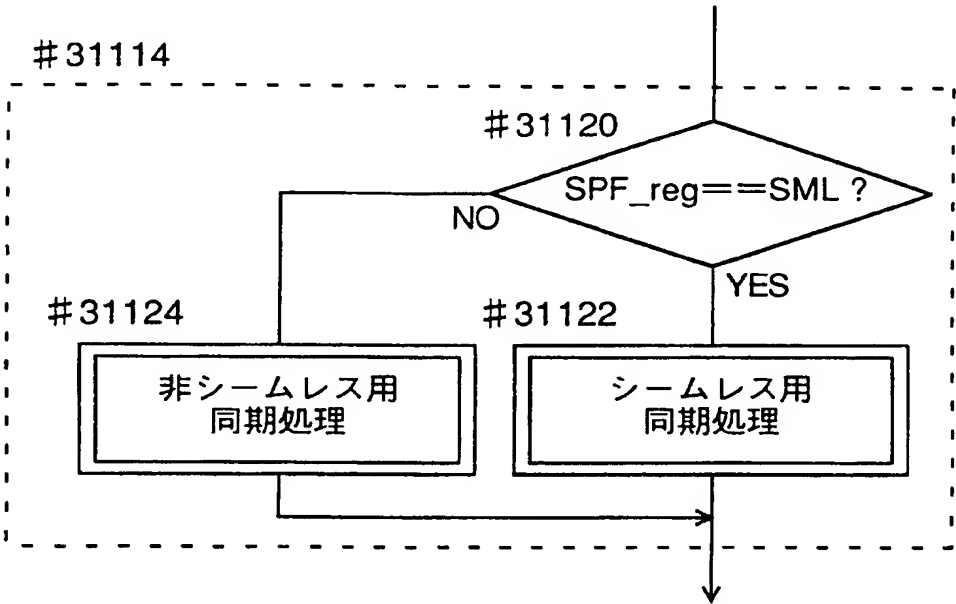 #31114
#31120
SPF_reg==SML ?
NO
YES
#31124
#31122
非シームレス用
同期処理
シームレス用
同期処理